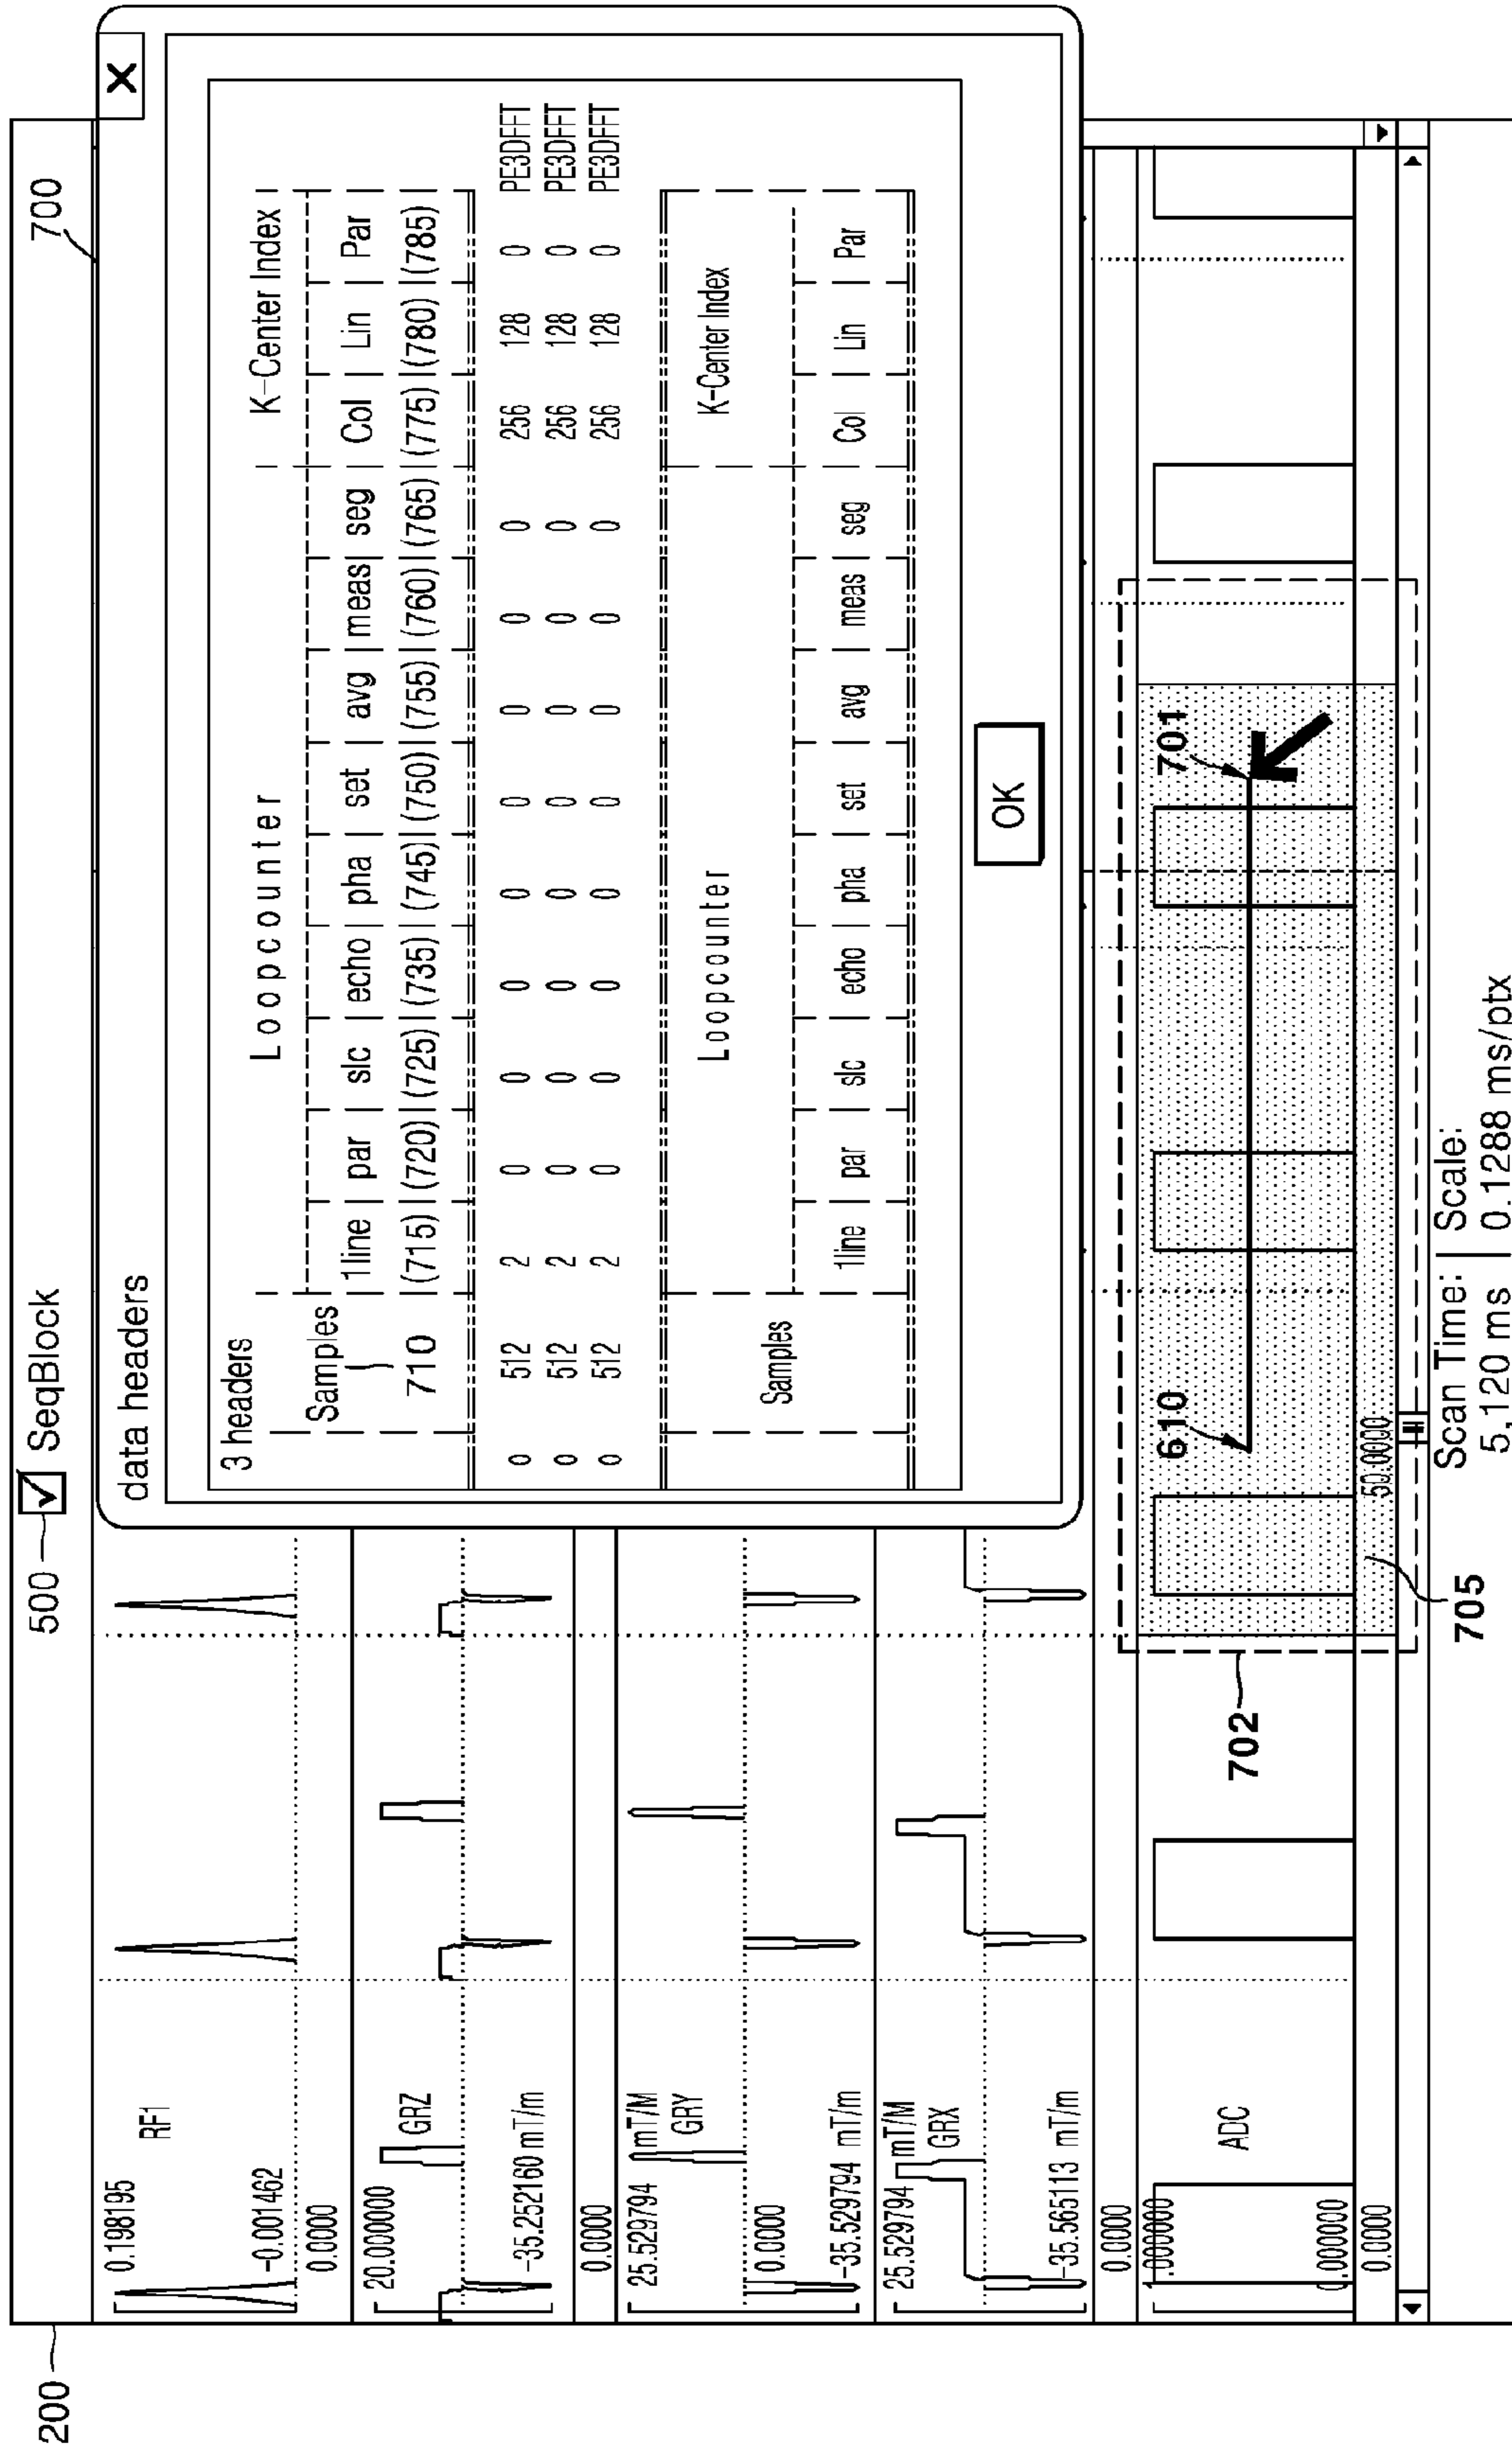 200
500 SeqBlock
700
data headers
X
3 headers
Loopcounter K-Center Index
Samples 1line par slc echo pha set avg meas seg Col Lin Par
710 (715) (720) (725) (735) (745) (750) (755) (760) (765) (775) (780) (785)
0 512 2 0 0 0 0 0 0 0 0 256 128 0 PE3DFFT
0 512 2 0 0 0 0 0 0 0 0 256 128 0 PE3DFFT
0 512 2 0 0 0 0 0 0 0 0 256 128 0 PE3DFFT
Loopcounter K-Center Index
Samples 1line par slc echo pha set avg meas seg Col Lin Par
OK
0.198195
RF1
-0.001462
0.0000
20.000000
GRZ
-35.252160 mT/m
0.0000
25.529794 mT/M
GRY
0.0000
-35.529794 mT/m
25.529794 mT/M
GRX
-35.565113 mT/m
0.0000
.000000
ADC
0.000000
0.0000
610
701
702
50.0000
705
Scan Time: | Scale:
5,120 ms | 0.1288 ms/ptx